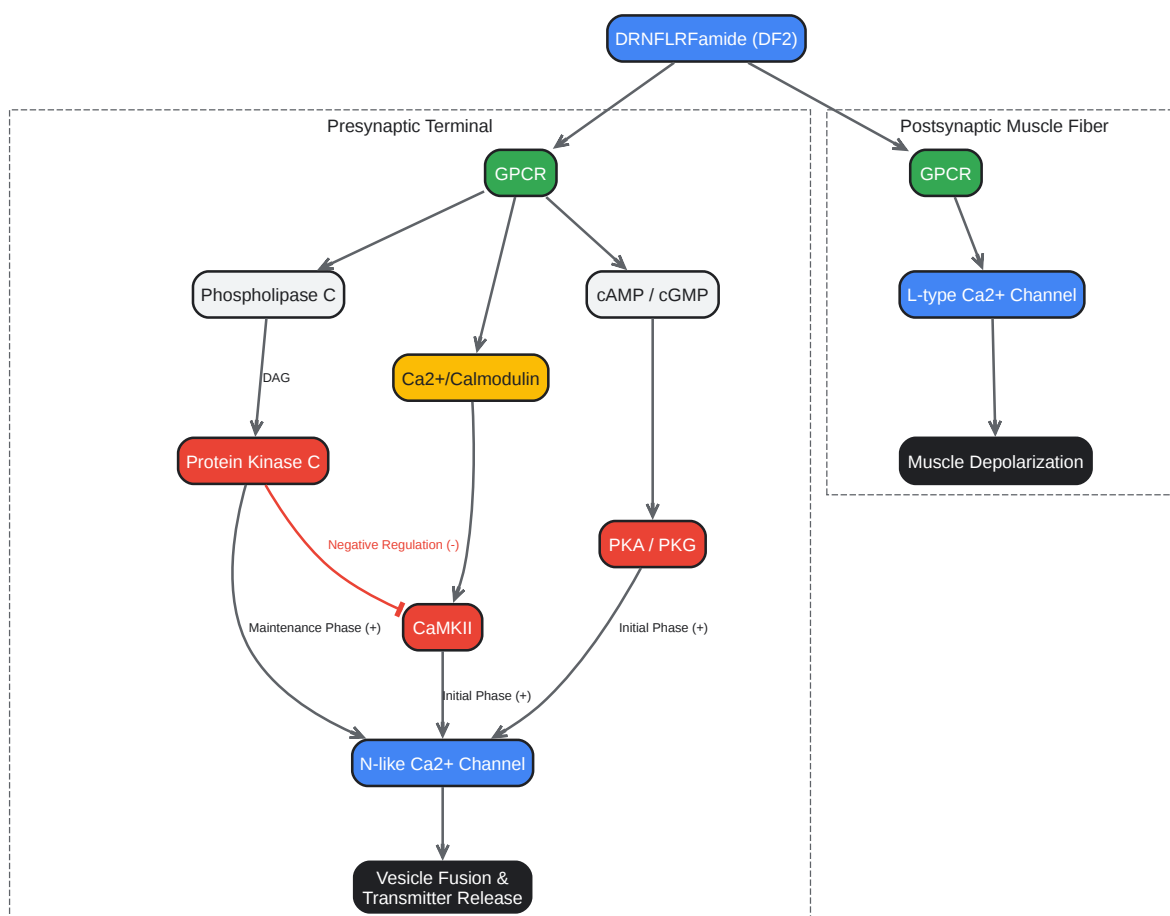 DRNFLRFamide (DF2)
Presynaptic Terminal
Postsynaptic Muscle Fiber
GPCR
GPCR
Phospholipase C
cAMP / cGMP
L-type Ca2+ Channel
DAG
Ca2+/Calmodulin
Protein Kinase C
Muscle Depolarization
Negative Regulation (-)
PKA / PKG
Maintenance Phase (+)
CaMKII
Initial Phase (+)
Initial Phase (+)
N-like Ca2+ Channel
Vesicle Fusion &
Transmitter Release